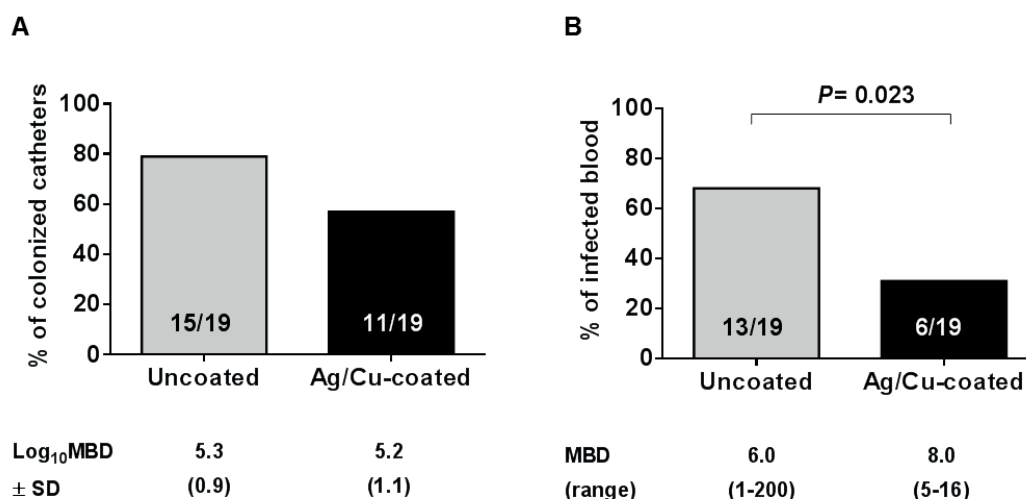 A
% of colonized catheters
100
80
60
40
20
0
15/19
11/19
Uncoated
Ag/Cu-coated
Log₁₀MBD 5.3 5.2
± SD (0.9) (1.1)
B
% of infected blood
P= 0.023
100
80
60
40
20
0
13/19
6/19
Uncoated
Ag/Cu-coated
MBD 6.0 8.0
(range) (1-200) (5-16)